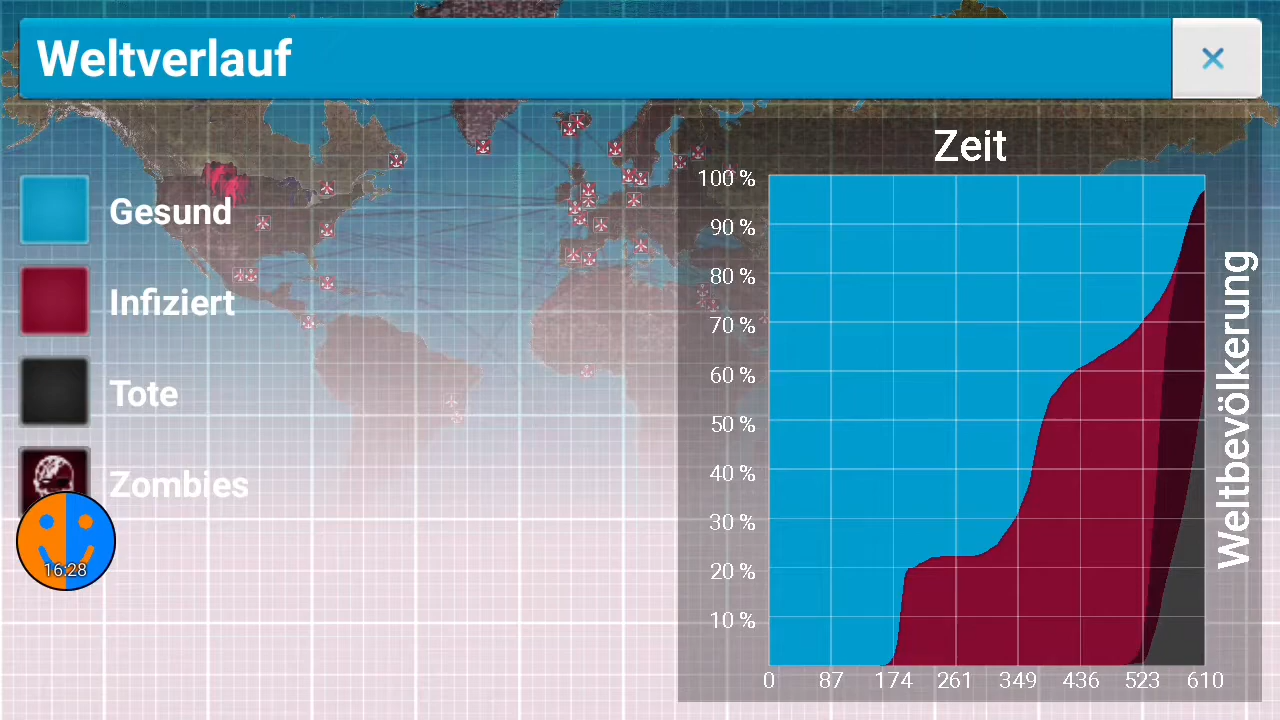 Weltverlauf
×
Gesund
Infiziert
Tote
Zombies
16:28
Zeit
100 %
90 %
80 %
70 %
60 %
50 %
40 %
30 %
20 %
10 %
0 87 174 261 349 436 523 610
Weltbevölkerung